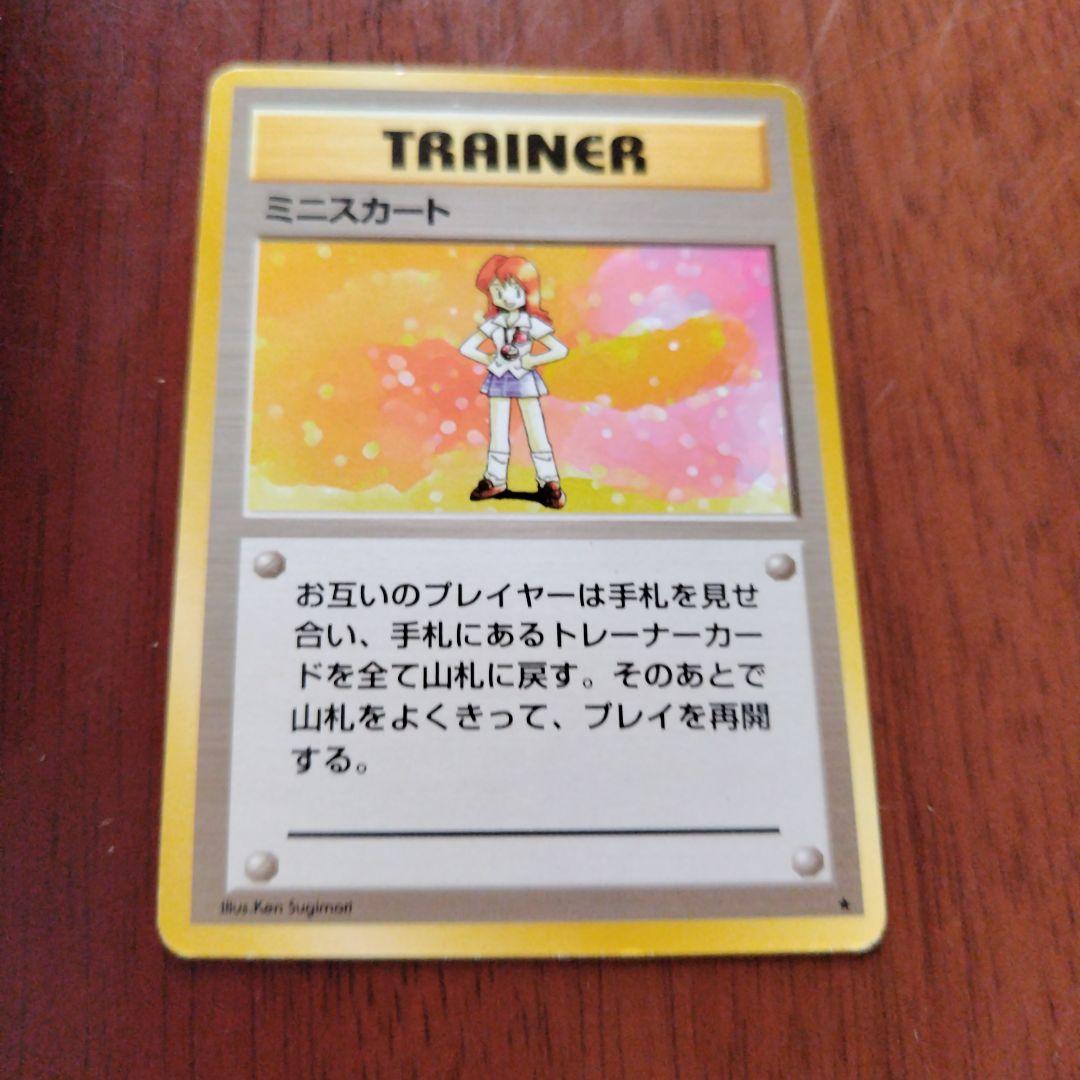 TRAINER
ミニスカート
お互いのプレイヤーは手札を見せ
合い、手札にあるトレーナーカー
ドを全て山札に戻す。そのあとで
山札をよくきって、プレイを再開
する。
Illus.Ken Sugimori
★